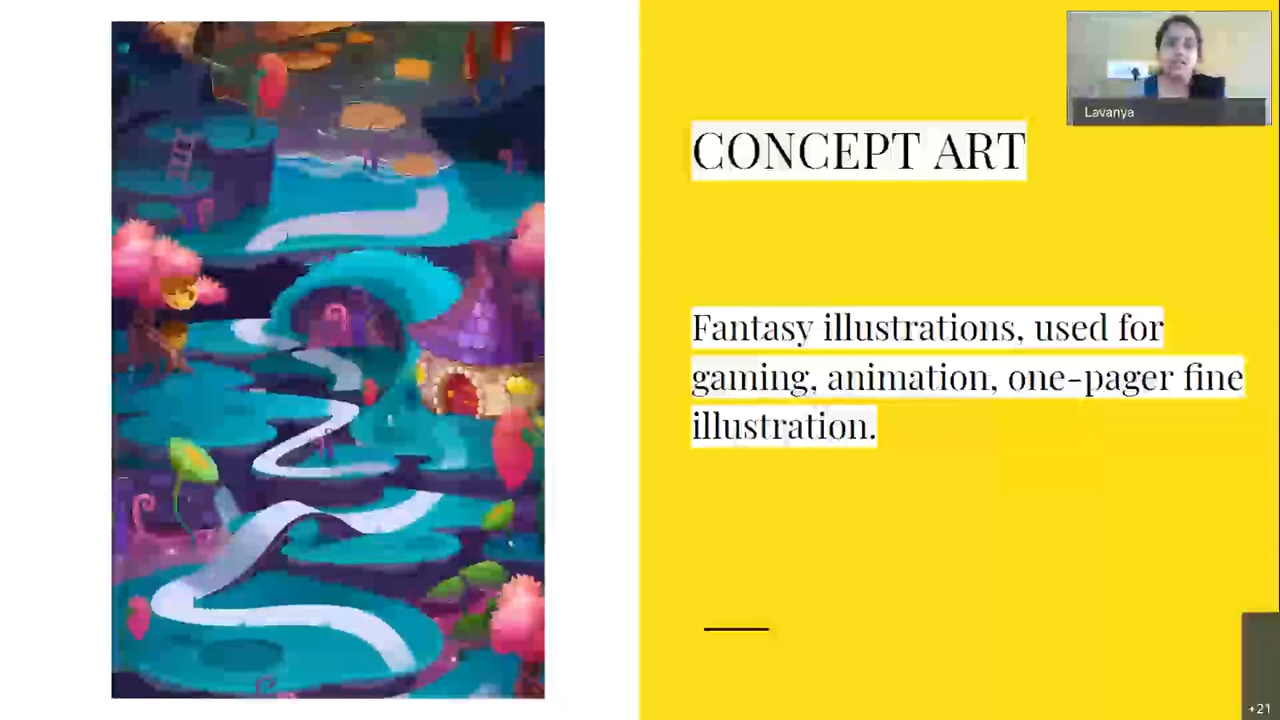 Lavanya
CONCEPT ART
Fantasy illustrations, used for
gaming, animation, one-pager fine
illustration.
+21